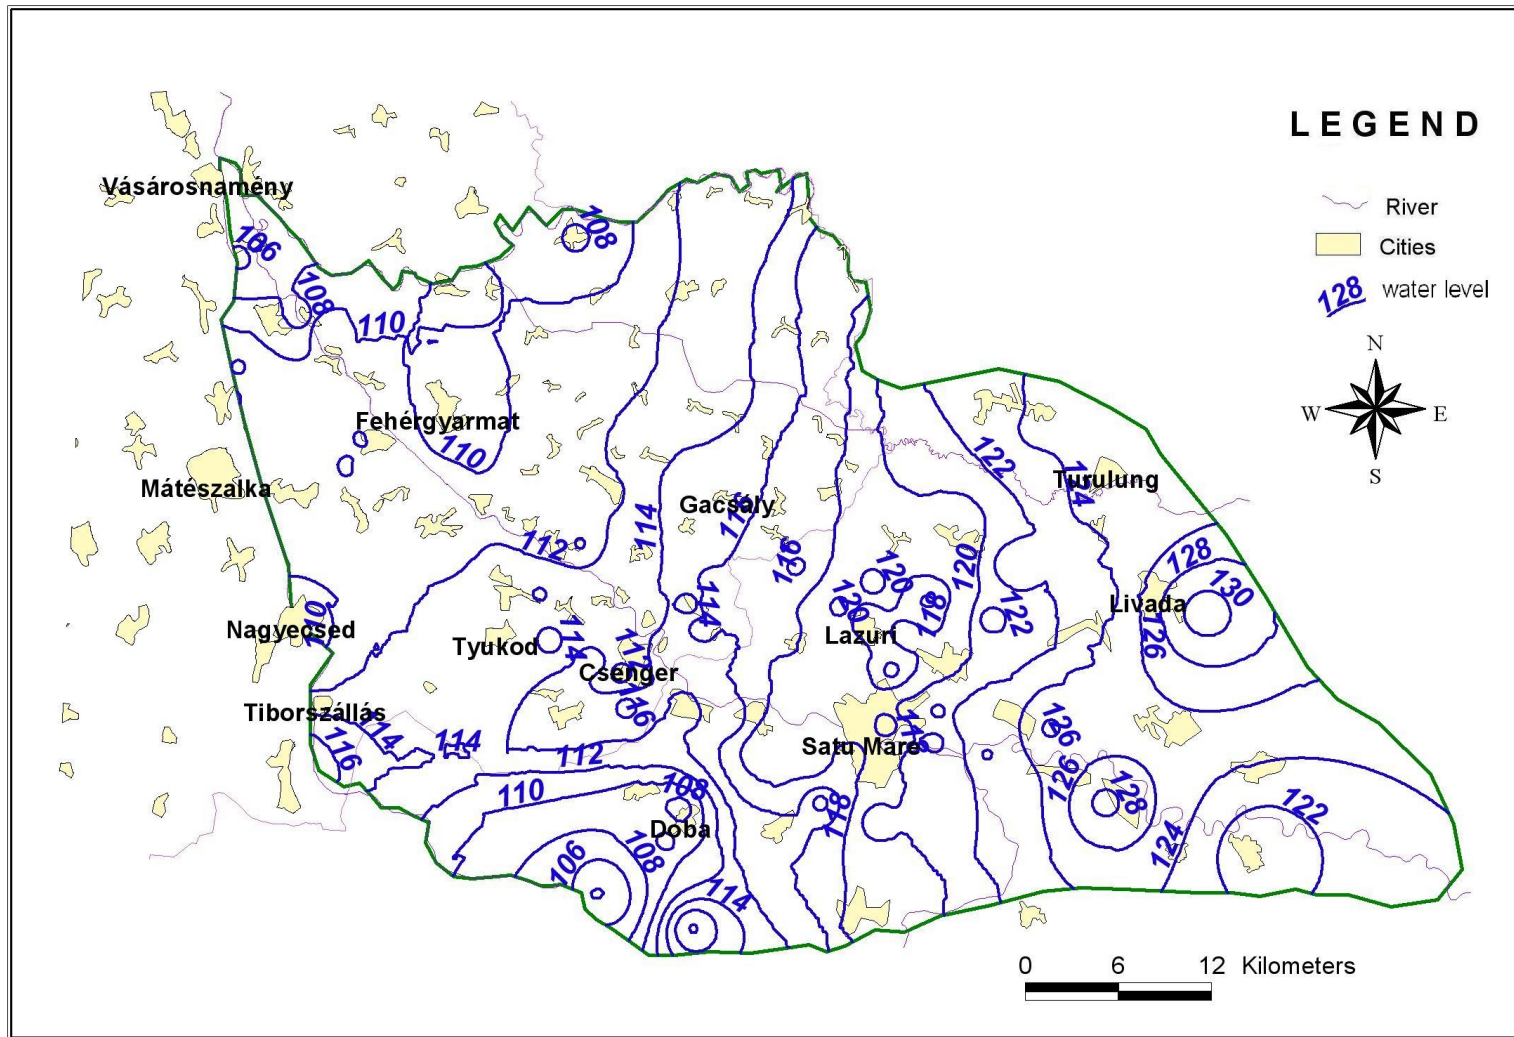 L E G E N D
River
Cities
128 water level
N
W E
S
Vásárosnamény
106
108
108
110
Fehérgyarmat
110
122
124
Turulung
Mátészalka
Gacsály
116
114
112
116
120
120
128
130
Livada
126
110
Nagyecsed
Tyukod
114
112
Csenger
116
114
120
118
Lazuri
122
Tiborszállás
114
116
114
112
Satu Mare
126
126
128
110
108
Doba
118
124
122
106
108
114
0 6 12 Kilometers